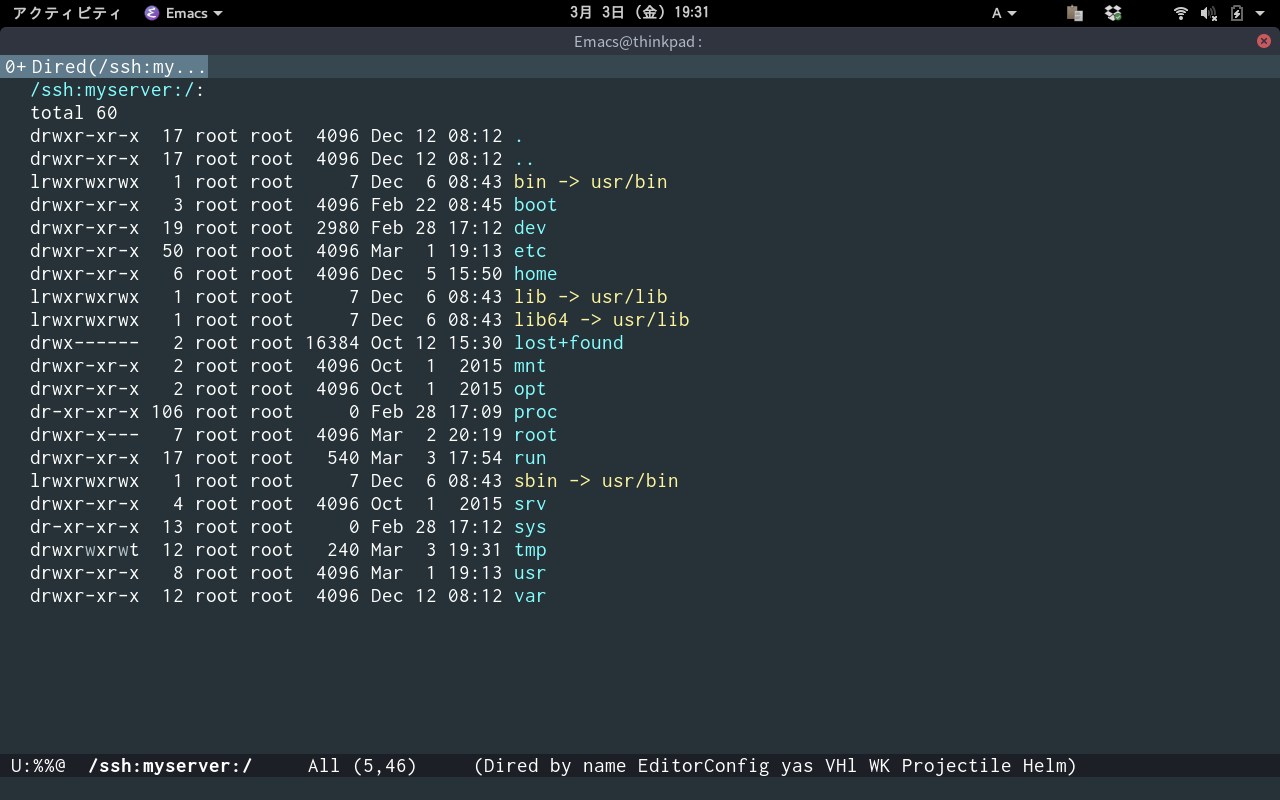 アクティビティ Emacs 3月 3日 (金) 19:31 A
Emacs@thinkpad:
0+ Dired(/ssh:my...
/ssh:myserver:/:
total 60
drwxr-xr-x 17 root root 4096 Dec 12 08:12 .
drwxr-xr-x 17 root root 4096 Dec 12 08:12 ..
lrwxrwxrwx 1 root root 7 Dec 6 08:43 bin -> usr/bin
drwxr-xr-x 3 root root 4096 Feb 22 08:45 boot
drwxr-xr-x 19 root root 2980 Feb 28 17:12 dev
drwxr-xr-x 50 root root 4096 Mar 1 19:13 etc
drwxr-xr-x 6 root root 4096 Dec 5 15:50 home
lrwxrwxrwx 1 root root 7 Dec 6 08:43 lib -> usr/lib
lrwxrwxrwx 1 root root 7 Dec 6 08:43 lib64 -> usr/lib
drwx------ 2 root root 16384 Oct 12 15:30 lost+found
drwxr-xr-x 2 root root 4096 Oct 1 2015 mnt
drwxr-xr-x 2 root root 4096 Oct 1 2015 opt
dr-xr-xr-x 106 root root 0 Feb 28 17:09 proc
drwxr-x--- 7 root root 4096 Mar 2 20:19 root
drwxr-xr-x 17 root root 540 Mar 3 17:54 run
lrwxrwxrwx 1 root root 7 Dec 6 08:43 sbin -> usr/bin
drwxr-xr-x 4 root root 4096 Oct 1 2015 srv
dr-xr-xr-x 13 root root 0 Feb 28 17:12 sys
drwxrwxrwt 12 root root 240 Mar 3 19:31 tmp
drwxr-xr-x 8 root root 4096 Mar 1 19:13 usr
drwxr-xr-x 12 root root 4096 Dec 12 08:12 var
U:%%@ /ssh:myserver:/ All (5,46) (Dired by name EditorConfig yas VHl WK Projectile Helm)